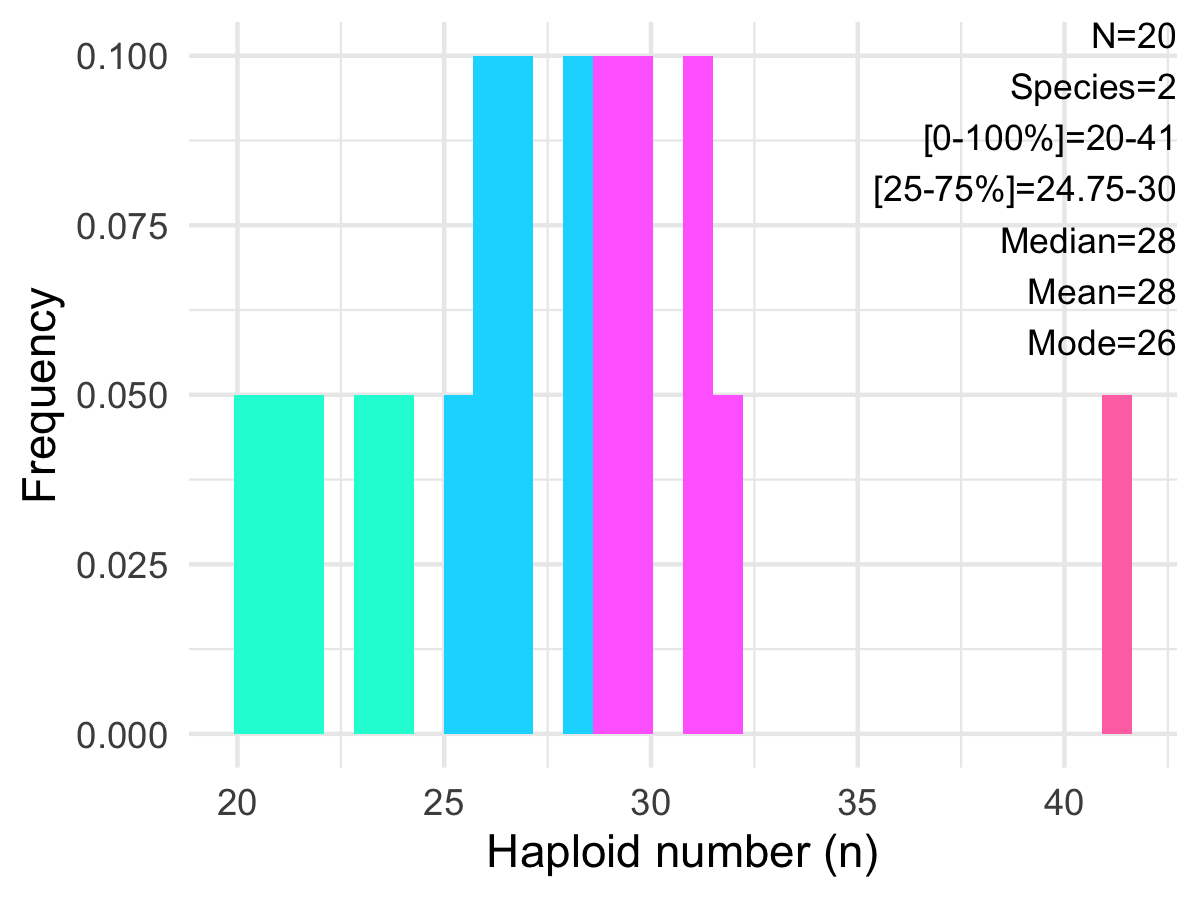 N=20
Species=2
[0-100%]=20-41
[25-75%]=24.75-30
Median=28
Mean=28
Mode=26
Frequency
0.100
0.075
0.050
0.025
0.000
20 25 30 35 40
Haploid number (n)